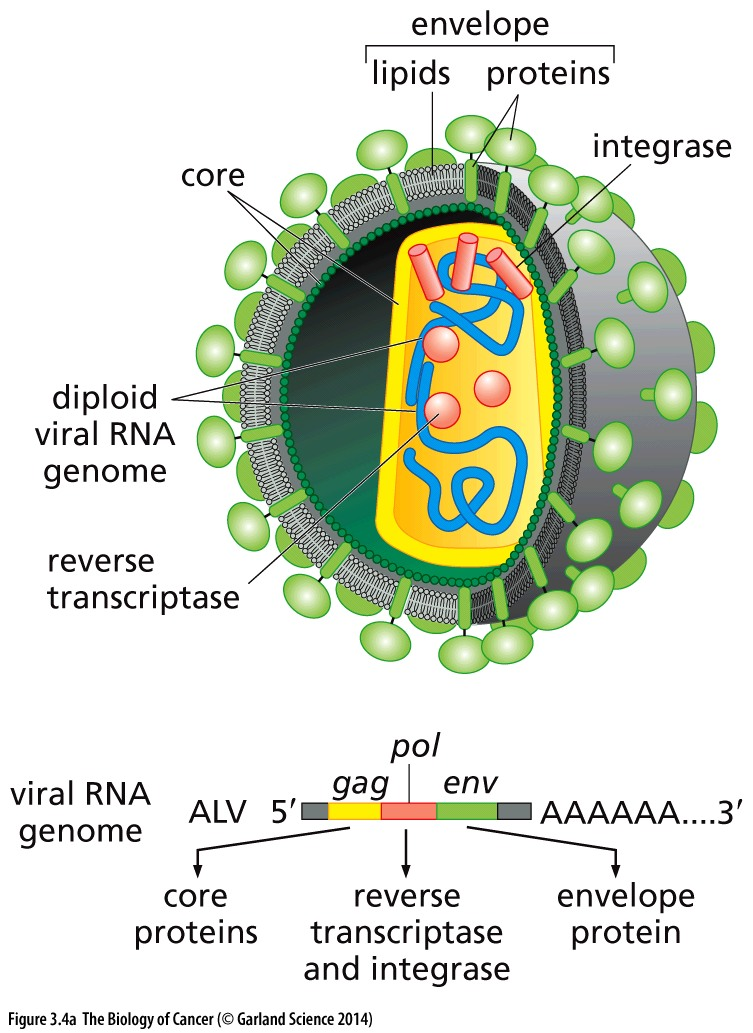 envelope
lipids proteins
integrase
core
diploid
viral RNA
genome
reverse
transcriptase
pol
gag env
viral RNA
genome
ALV 5′ AAAAAA....3′
core
proteins
reverse
transcriptase
and integrase
envelope
protein
Figure 3.4a The Biology of Cancer (© Garland Science 2014)